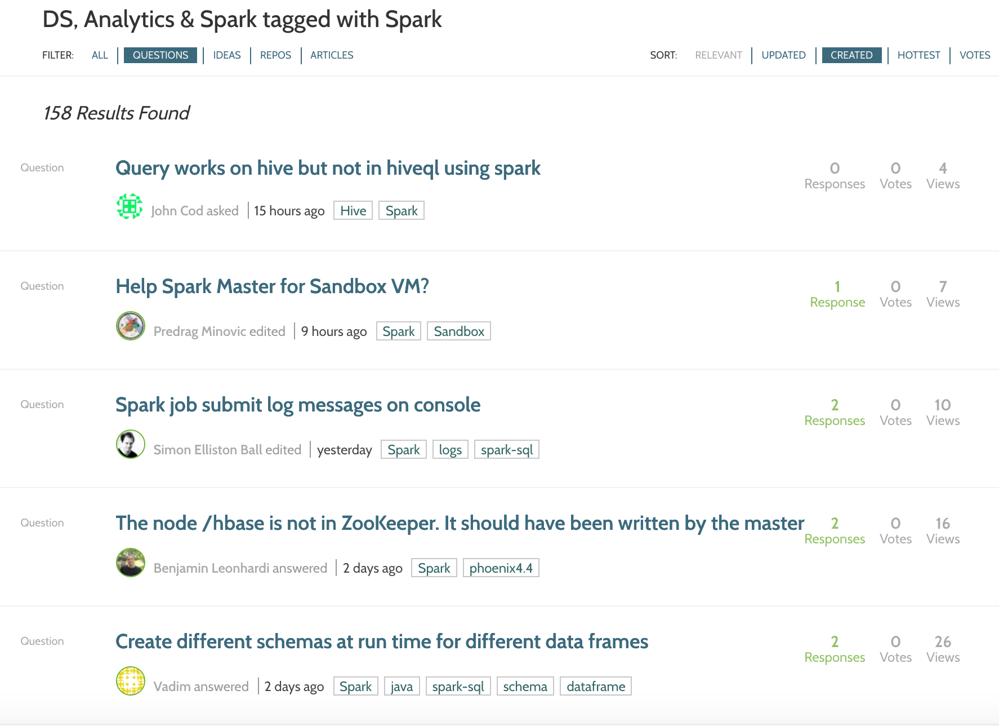 DS, Analytics & Spark tagged with Spark
FILTER: ALL QUESTIONS IDEAS REPOS ARTICLES SORT: RELEVANT UPDATED CREATED HOTTEST VOTES
158 Results Found
Question Query works on hive but not in hiveql using spark 0 0 4
Responses Votes Views
John Cod asked 15 hours ago Hive Spark
Question Help Spark Master for Sandbox VM? 1 0 7
Response Votes Views
Predrag Minovic edited 9 hours ago Spark Sandbox
Question Spark job submit log messages on console 2 0 10
Responses Votes Views
Simon Elliston Ball edited yesterday Spark logs spark-sql
Question The node /hbase is not in ZooKeeper. It should have been written by the master 2 0 16
Responses Votes Views
Benjamin Leonhardi answered 2 days ago Spark phoenix4.4
Question Create different schemas at run time for different data frames 2 0 26
Responses Votes Views
Vadim answered 2 days ago Spark java spark-sql schema dataframe